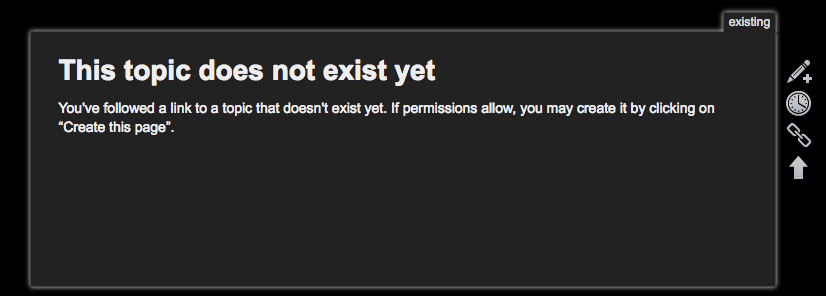 existing
This topic does not exist yet
You've followed a link to a topic that doesn't exist yet. If permissions allow, you may create it by clicking on
“Create this page”.